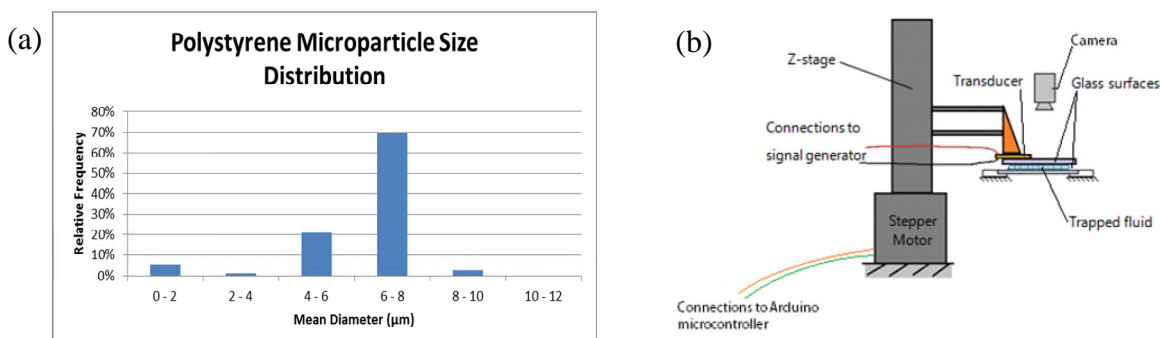 (a)
Polystyrene Microparticle Size
Distribution
Relative Frequency
80%
70%
60%
50%
40%
30%
20%
10%
0%
0 - 2
2 - 4
4 - 6
6 - 8
8 - 10
10 - 12
Mean Diameter (µm)
(b)
Camera
Z-stage
Transducer
Glass surfaces
Connections to
signal generator
Trapped fluid
Stepper
Motor
Connections to Arduino
microcontroller